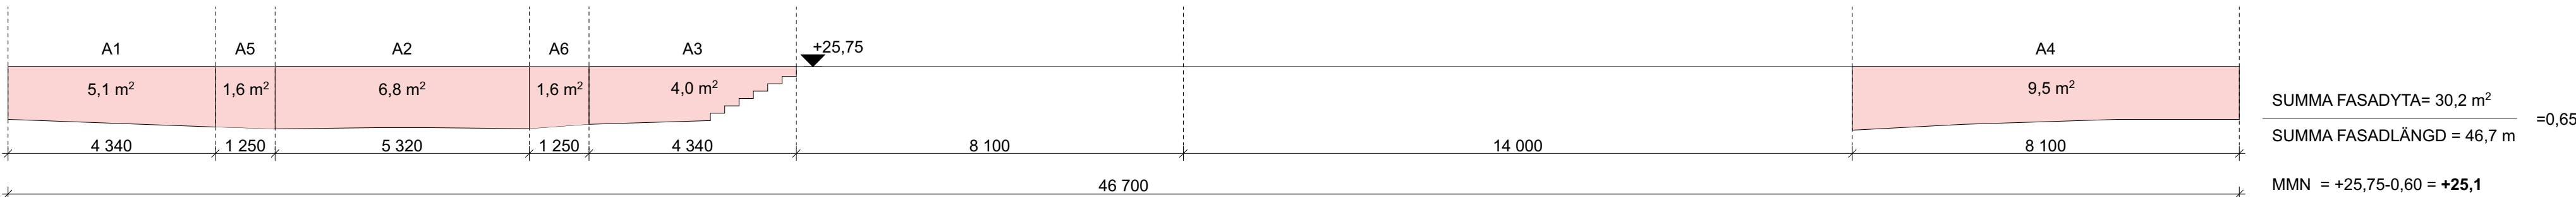 A1 A5 A2 A6 A3 +25,75 A4
5,1 m² 1,6 m² 6,8 m² 1,6 m² 4,0 m² 9,5 m²
SUMMA FASADYTA= 30,2 m²
=0,65
SUMMA FASADLÄNGD = 46,7 m
4 340 1 250 5 320 1 250 4 340 8 100 14 000 8 100
46 700
MMN = +25,75-0,60 = +25,1